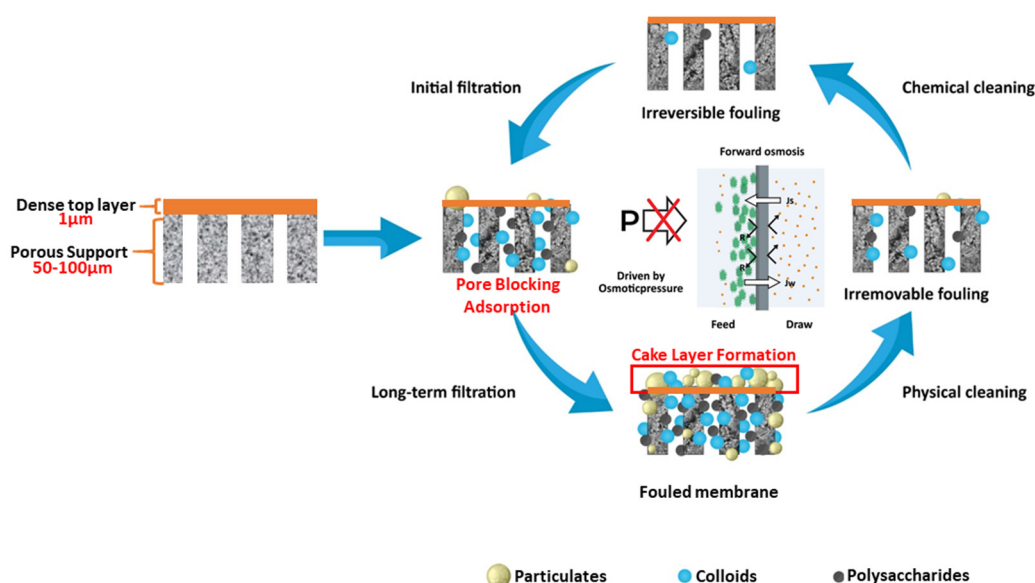 Initial filtration
Irreversible fouling
Chemical cleaning
Dense top layer
1μm
Porous Support
50-100μm
Pore Blocking
Adsorption
Forward osmosis
P
Js
R
R
Jw
Driven by
Osmoticpressure
Feed
Draw
Irremovable fouling
Cake Layer Formation
Long-term filtration
Physical cleaning
Fouled membrane
Particulates
Colloids
Polysaccharides